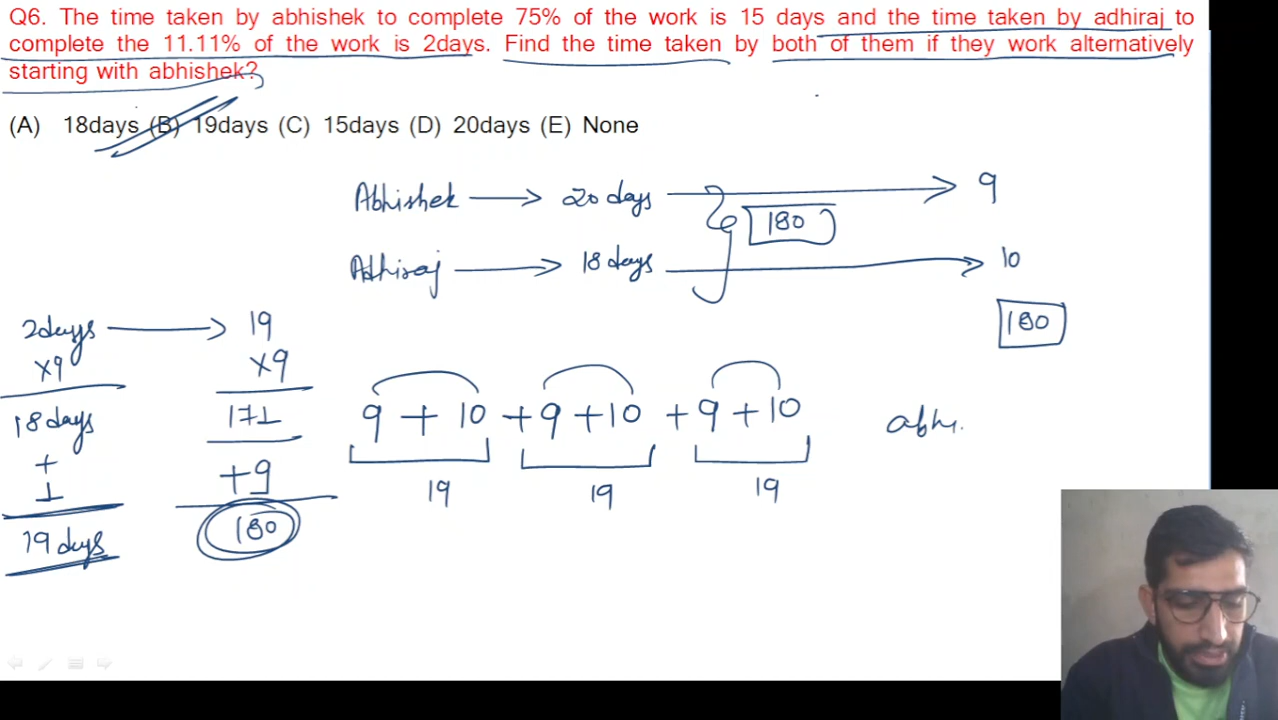 Q6. The time taken by abhishek to complete 75% of the work is 15 days and the time taken by adhiraj to
complete the 11.11% of the work is 2days. Find the time taken by both of them if they work alternatively
starting with abhishek?
(A) 18days (B) 19days (C) 15days (D) 20days (E) None
Abhishek → 20 days → 9
180
Adhiraj → 18 days → 10
180
2days → 19
×9 ×9
18 days 171
+ +9
1
19 days 180
9 + 10 + 9 + 10 + 9 + 10
19 19 19
abhi